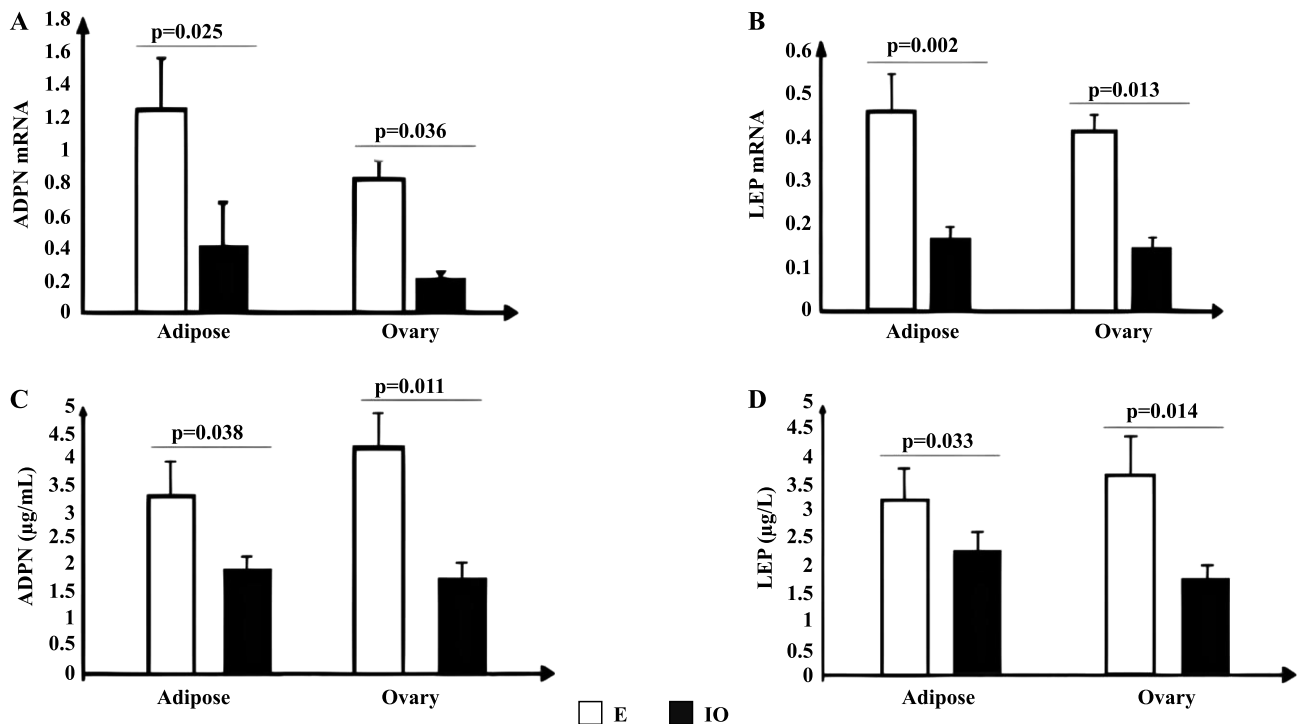 A
ADPN mRNA
1.8
1.6
1.4
1.2
1
0.8
0.6
0.4
0.2
0
p=0.025
p=0.036
Adipose
Ovary
B
LEP mRNA
0.6
0.5
0.4
0.3
0.2
0.1
0
p=0.002
p=0.013
Adipose
Ovary
C
ADPN (µg/mL)
5
4.5
4
3.5
3
2.5
2
1.5
1
0.5
0
p=0.038
p=0.011
Adipose
Ovary
D
LEP (µg/L)
5
4.5
4
3.5
3
2.5
2
1.5
1
0.5
0
p=0.033
p=0.014
Adipose
Ovary
E
IO